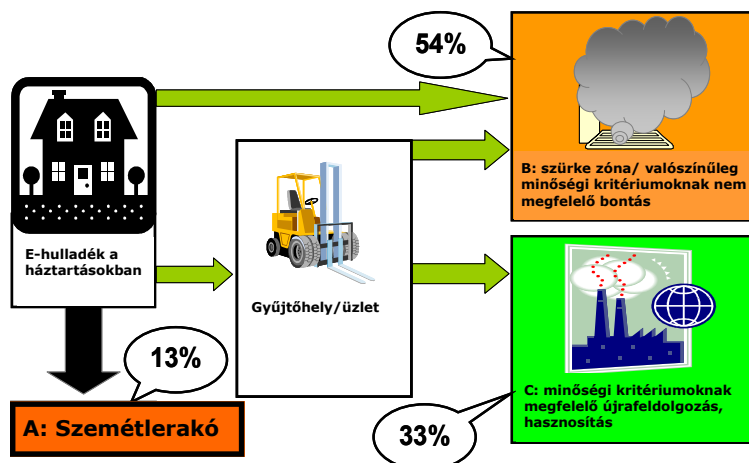 54%
B: szürke zóna/ valószínűleg
minőségi kritériumoknak nem
megfelelő bontás
E-hulladék a
háztartásokban
Gyűjtőhely/üzlet
13%
A: Szemétlerakó
C: minőségi kritériumoknak
megfelelő újrafeldolgozás,
hasznosítás
33%